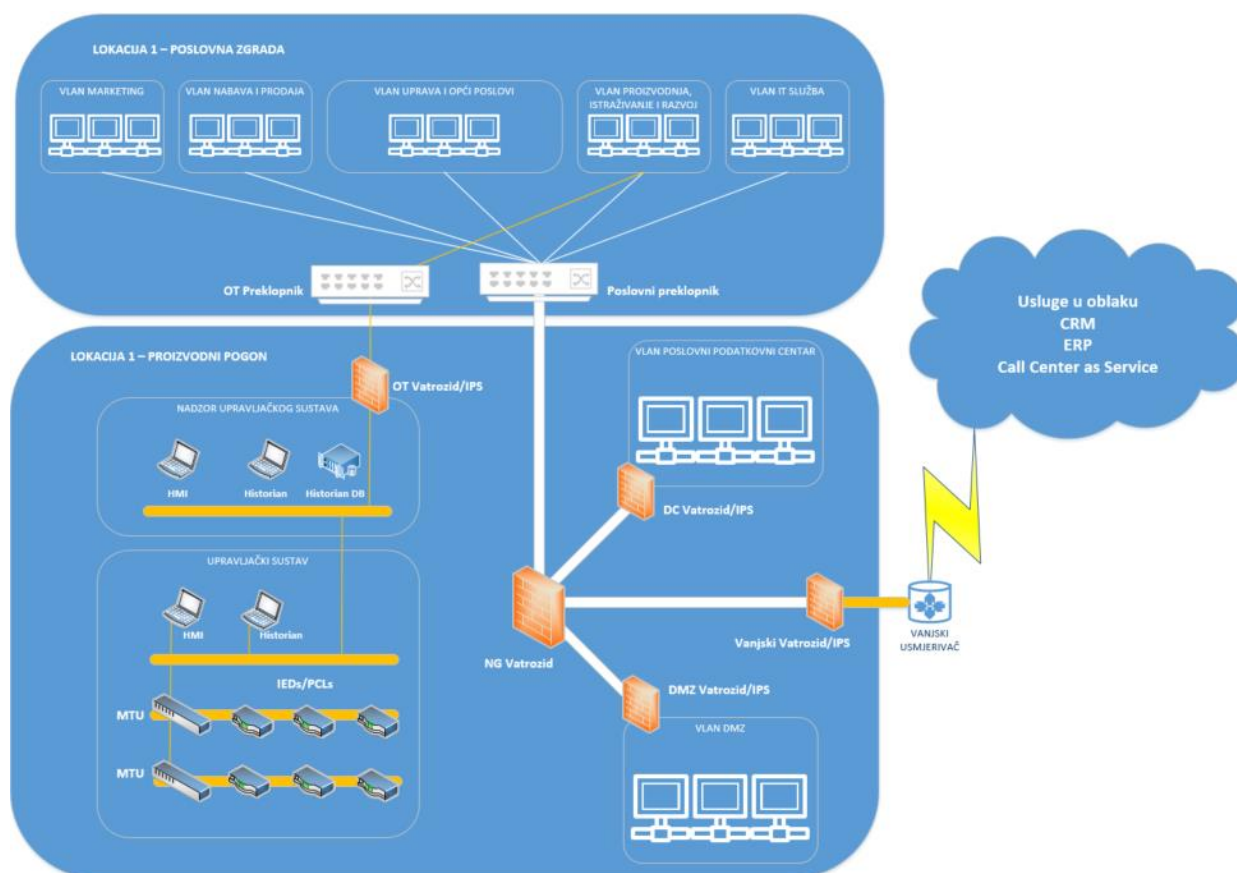 LOKACIJA 1 – POSLOVNA ZGRADA
VLAN MARKETING
VLAN NABAVA I PRODAJA
VLAN UPRAVA I OPĆI POSLOVI
VLAN PROIZVODNJA,
ISTRAŽIVANJE I RAZVOJ
VLAN IT SLUŽBA
OT Preklopnik
Poslovni preklopnik
Usluge u oblaku
CRM
ERP
Call Center as Service
LOKACIJA 1 – PROIZVODNI POGON
VLAN POSLOVNI PODATKOVNI CENTAR
OT Vatrozid/IPS
NADZOR UPRAVLJAČKOG SUSTAVA
HMI
Historian
Historian DB
DC Vatrozid/IPS
UPRAVLJAČKI SUSTAV
HMI
Historian
IEDs/PCLs
MTU
MTU
NG Vatrozid
Vanjski Vatrozid/IPS
VANJSKI
USMJERIVAČ
DMZ Vatrozid/IPS
VLAN DMZ